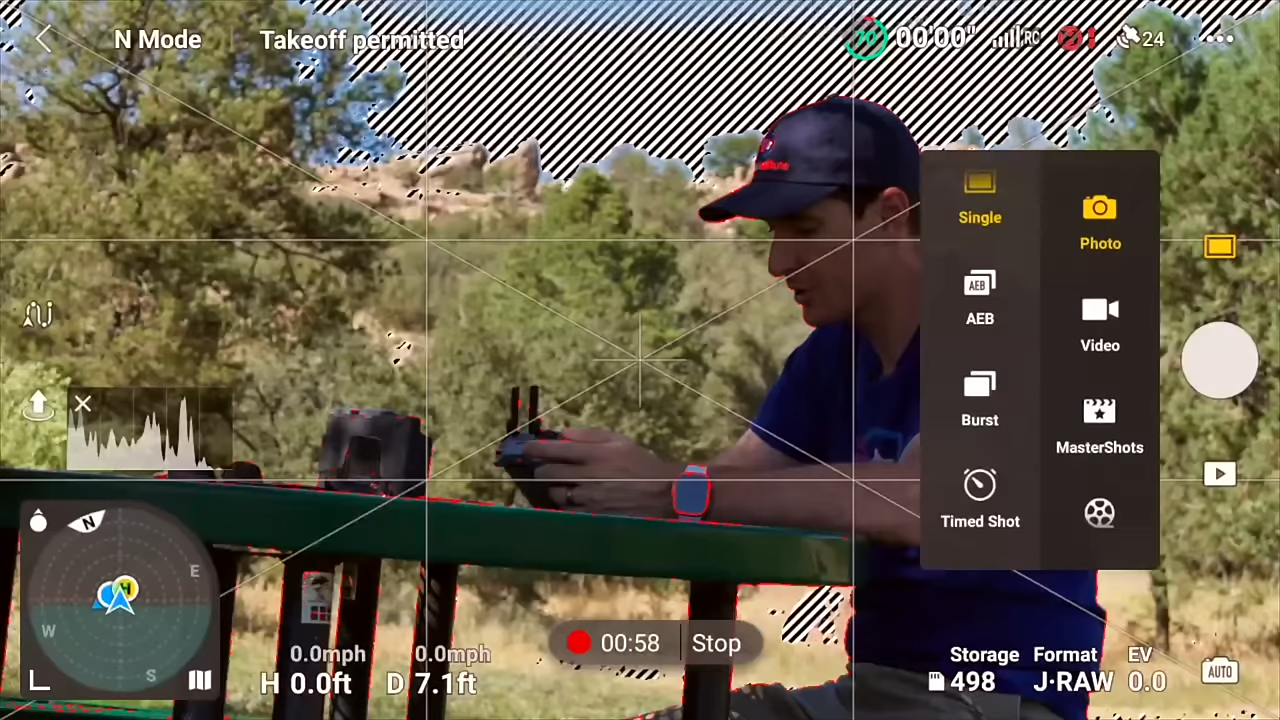 N Mode
Takeoff permitted
70
00'00"
RC
24
Single
Photo
AEB
AEB
Video
Burst
MasterShots
Timed Shot
N
E
W
S
H
0.0mph
0.0mph
H 0.0ft
D 7.1ft
00:58
Stop
Storage
Format
EV
498
J·RAW
0.0
AUTO